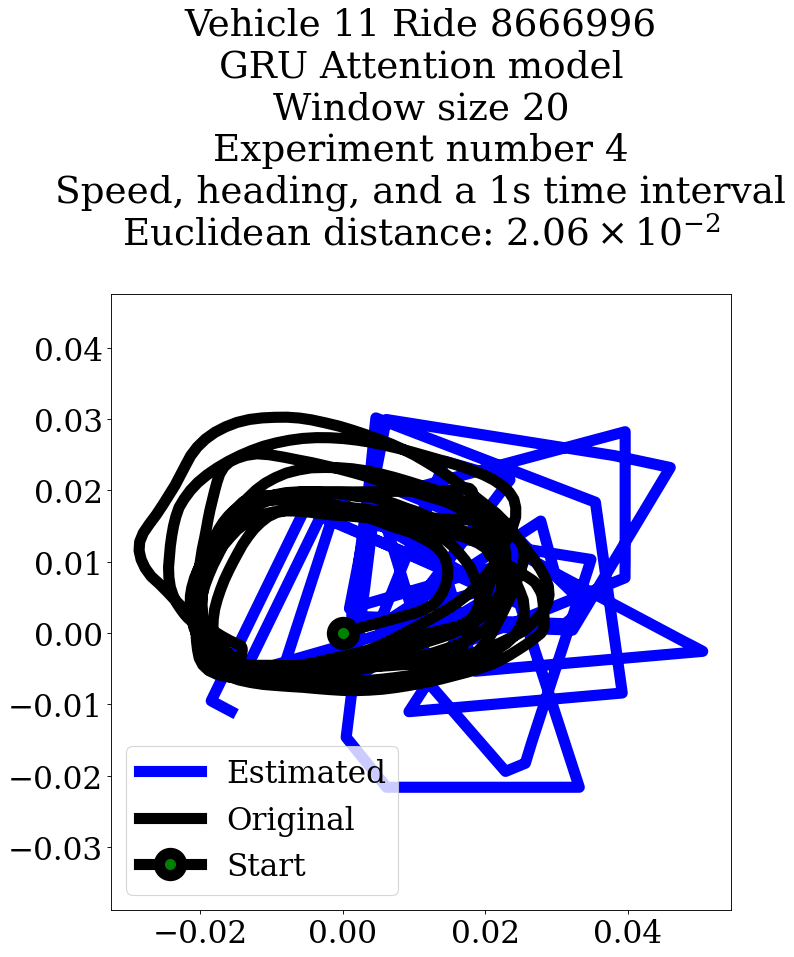 Vehicle 11 Ride 8666996
GRU Attention model
Window size 20
Experiment number 4
Speed, heading, and a 1s time interval
Euclidean distance: 2.06 × 10⁻²
0.04
0.03
0.02
0.01
0.00
−0.01
−0.02
−0.03
Estimated
Original
Start
−0.02 0.00 0.02 0.04